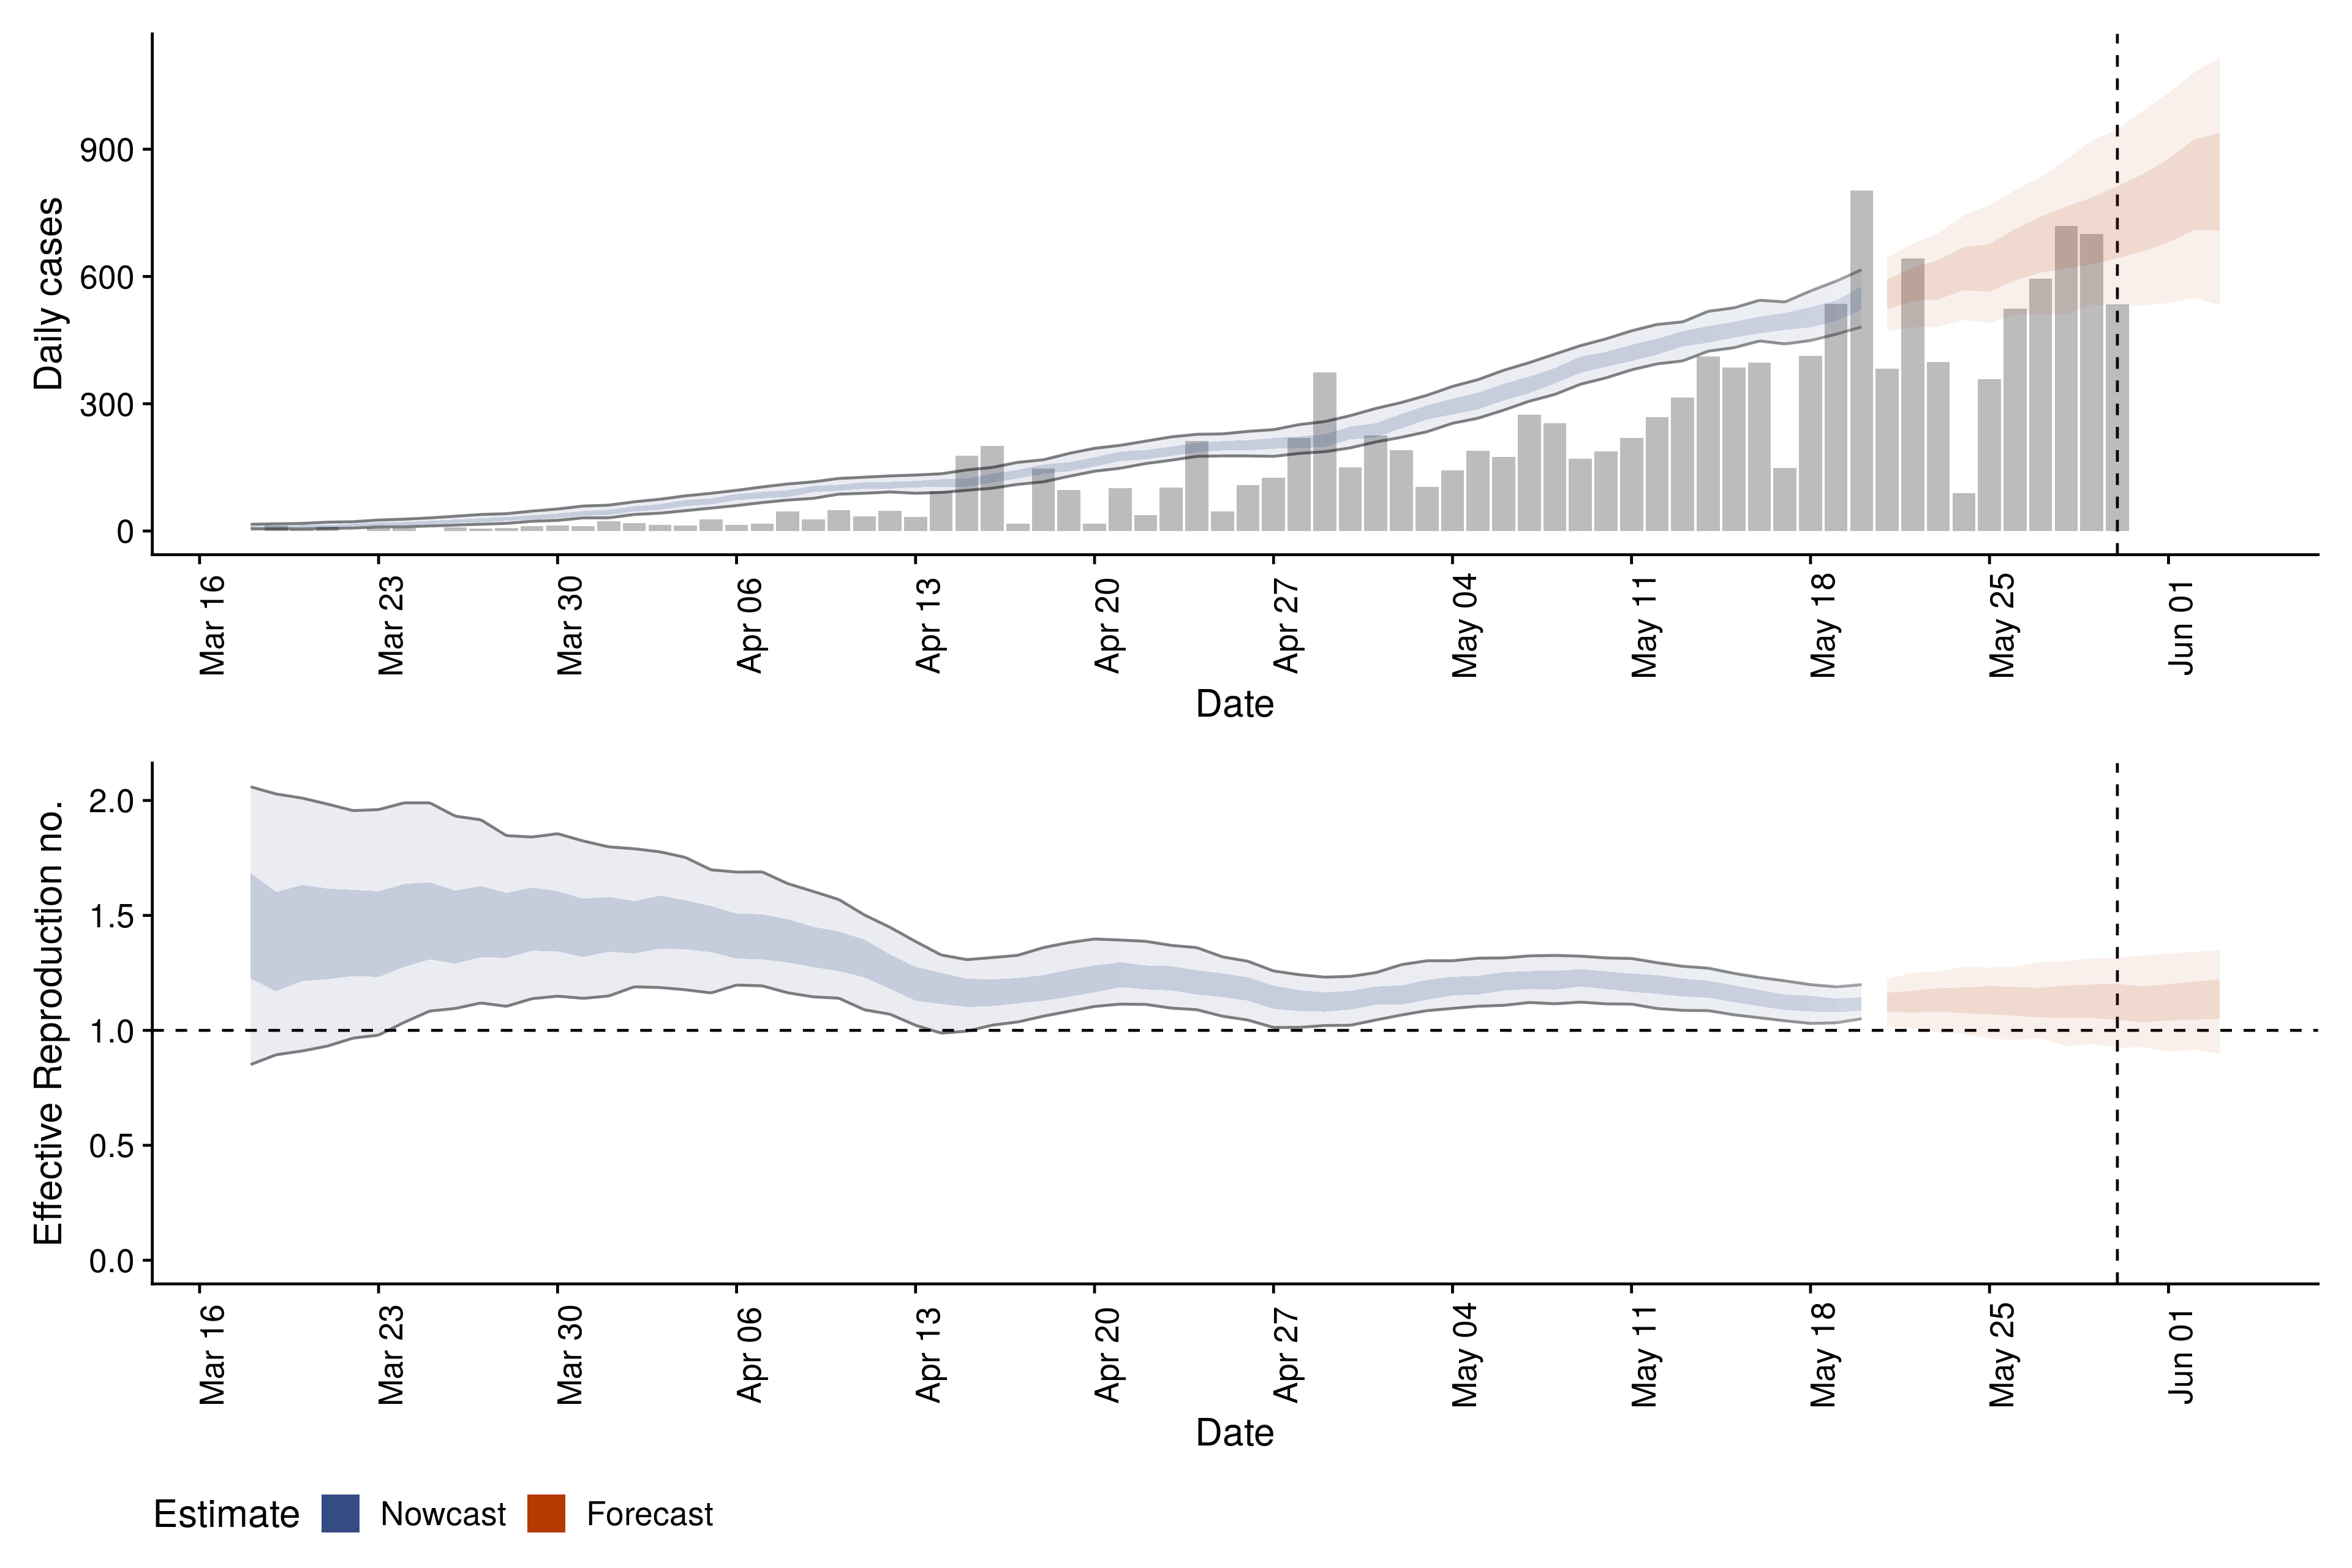 Daily cases
900
600
300
0
Mar 16
Mar 23
Mar 30
Apr 06
Apr 13
Apr 20
Apr 27
May 04
May 11
May 18
May 25
Jun 01
Date
Effective Reproduction no.
2.0
1.5
1.0
0.5
0.0
Mar 16
Mar 23
Mar 30
Apr 06
Apr 13
Apr 20
Apr 27
May 04
May 11
May 18
May 25
Jun 01
Date
Estimate Nowcast Forecast